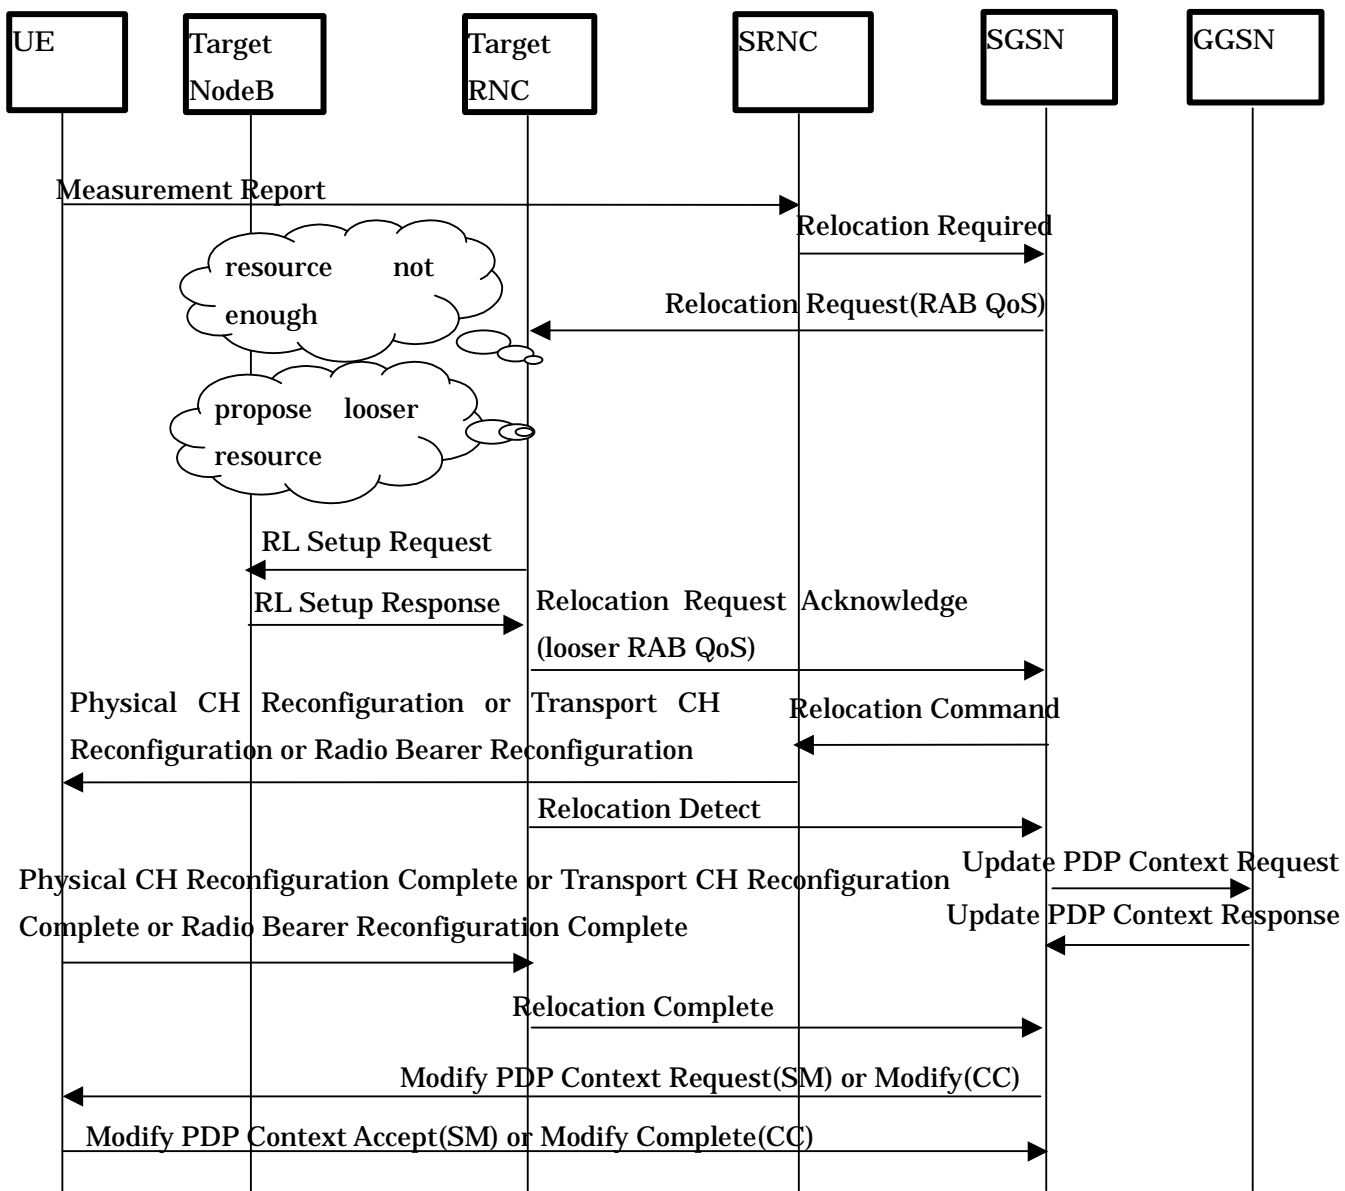 UE
Target
NodeB
Target
RNC
SRNC
SGSN
GGSN
Measurement Report
Relocation Required
resource not
enough
Relocation Request(RAB QoS)
propose looser
resource
RL Setup Request
RL Setup Response
Relocation Request Acknowledge
(looser RAB QoS)
Physical CH Reconfiguration or Transport CH
Reconfiguration or Radio Bearer Reconfiguration
Relocation Command
Relocation Detect
Update PDP Context Request
Physical CH Reconfiguration Complete or Transport CH Reconfiguration
Complete or Radio Bearer Reconfiguration Complete
Update PDP Context Response
Relocation Complete
Modify PDP Context Request(SM) or Modify(CC)
Modify PDP Context Accept(SM) or Modify Complete(CC)